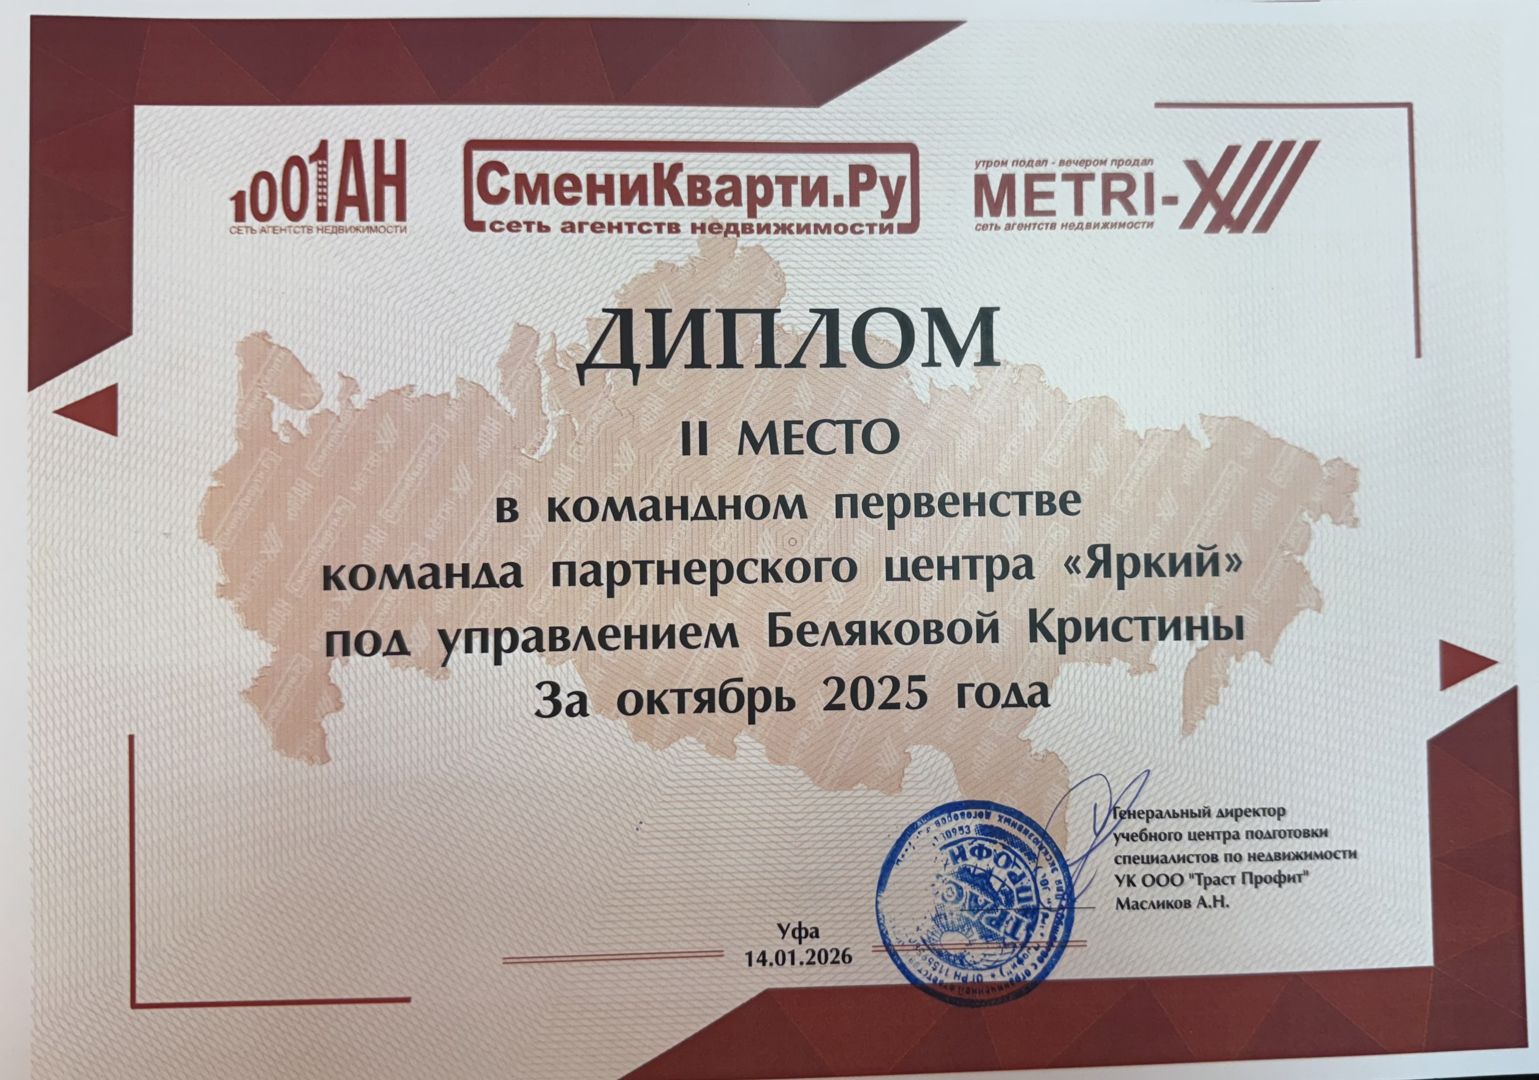 1001АН
СЕТЬ АГЕНТСТВ НЕДВИЖИМОСТИ
СмениКварти.Ру
сеть агентств недвижимости
утром подал - вечером продал
METRI-X
сеть агентств недвижимости
ДИПЛОМ
II МЕСТО
в командном первенстве
команда партнерского центра «Яркий»
под управлением Беляковой Кристины
За октябрь 2025 года
Генеральный директор
учебного центра подготовки
специалистов по недвижимости
УК ООО "Траст Профит"
Масликов А.Н.
Уфа
14.01.2026